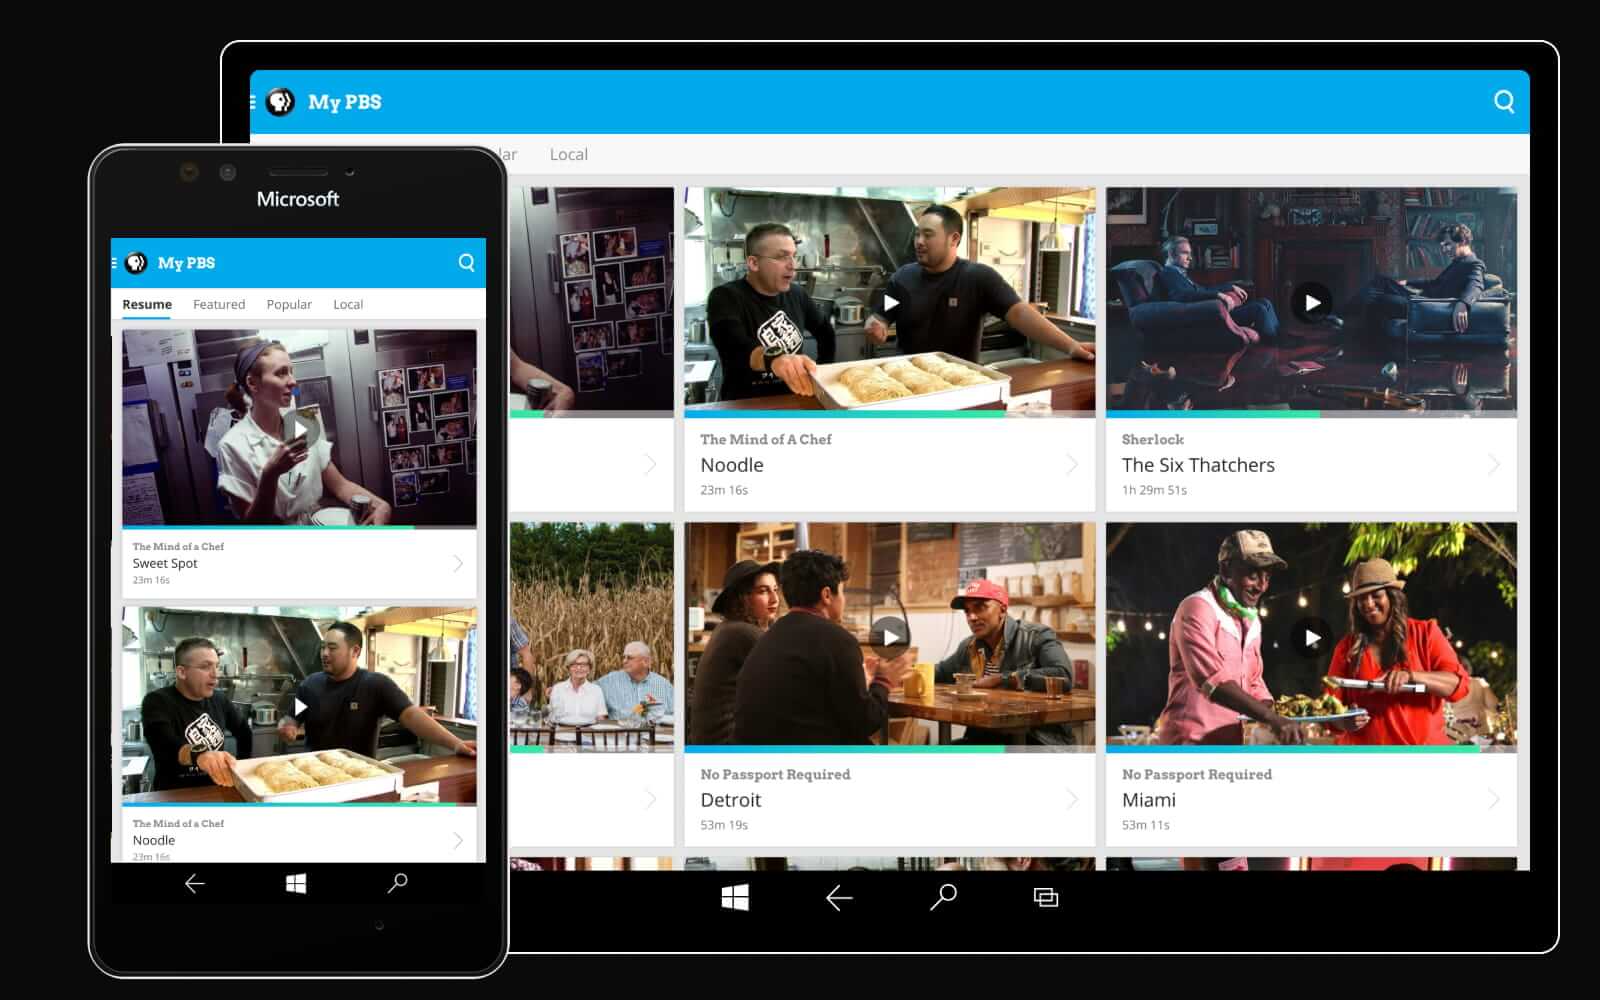 My PBS
lar Local
The Mind of A Chef
Noodle
23m 16s
Sherlock
The Six Thatchers
1h 29m 51s
No Passport Required
Detroit
53m 19s
No Passport Required
Miami
53m 11s
Microsoft
My PBS
Resume Featured Popular Local
The Mind of a Chef
Sweet Spot
23m 16s
The Mind of a Chef
Noodle
23m 16s